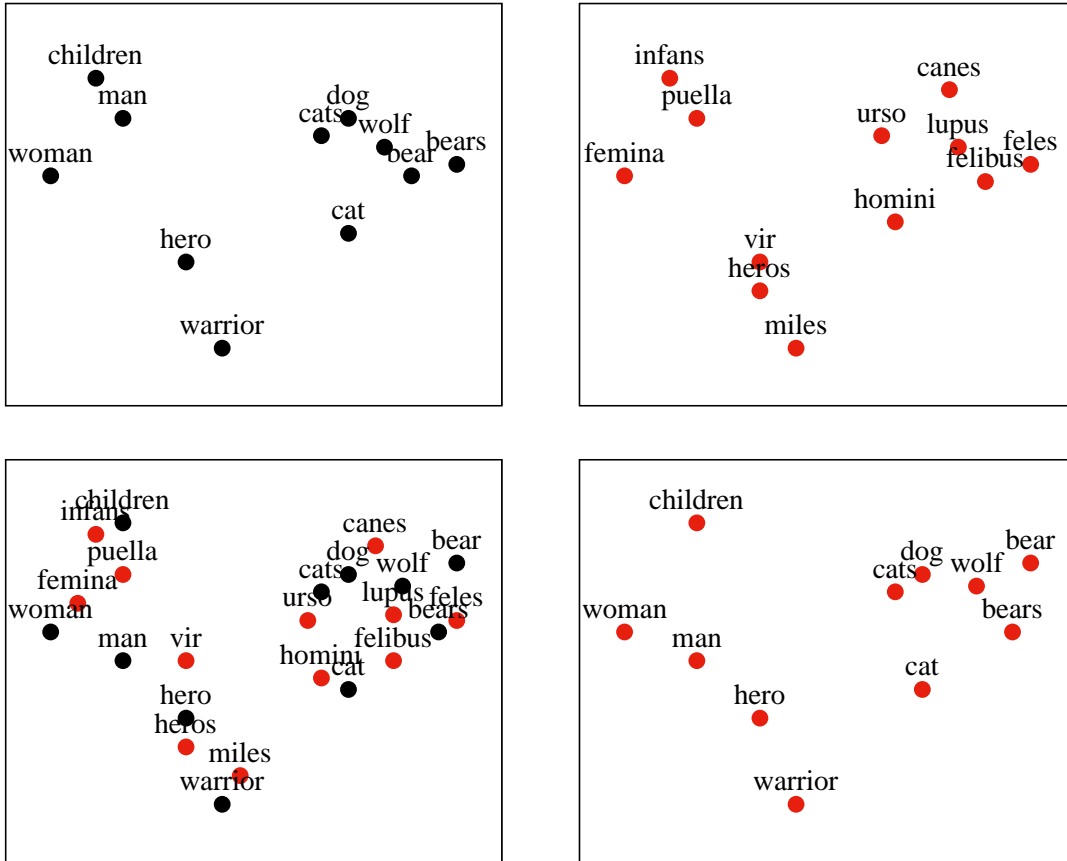 children
man
dog
cats
wolf
bears
woman
bear
cat
hero
warrior
infans
canes
puella
urso
lupus
feles
femina
felibus
homini
vir
heros
miles
children
infans
canes
bear
puella
dog
wolf
cats
femina
lupus
feles
urso
woman
bears
man
vir
felibus
homini
cat
hero
heros
miles
warrior
children
dog
wolf
bear
cats
woman
bears
man
cat
hero
warrior